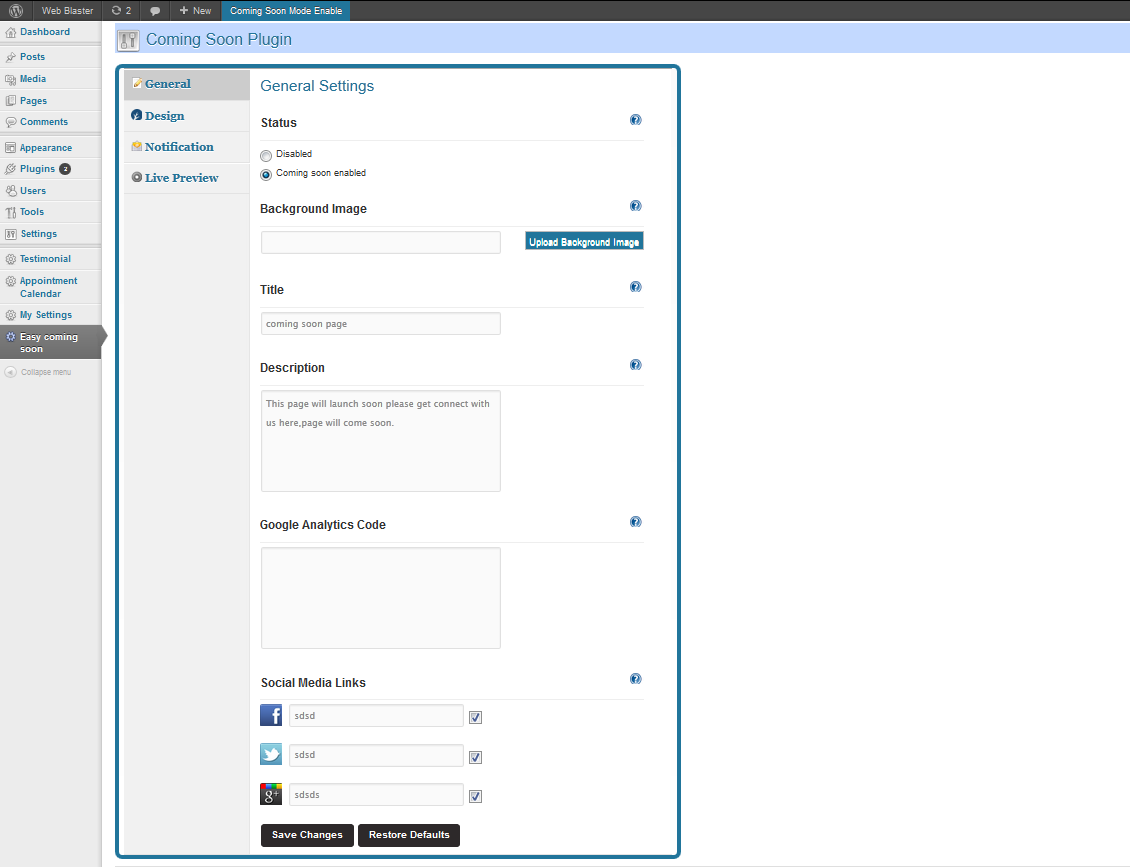 Web Blaster
2
New
Coming Soon Mode Enable
Dashboard
Posts
Media
Pages
Comments
Appearance
Plugins 2
Users
Tools
Settings
Testimonial
Appointment
Calendar
My Settings
Easy coming
soon
Collapse menu
Coming Soon Plugin
General
Design
Notification
Live Preview
General Settings
Status
?
Disabled
Coming soon enabled
Background Image
?
Upload Background Image
Title
?
coming soon page
Description
?
This page will launch soon please get connect with
us here,page will come soon.
Google Analytics Code
?
Social Media Links
?
f
sdsd
sdsd
g+
sdsds
Save Changes
Restore Defaults